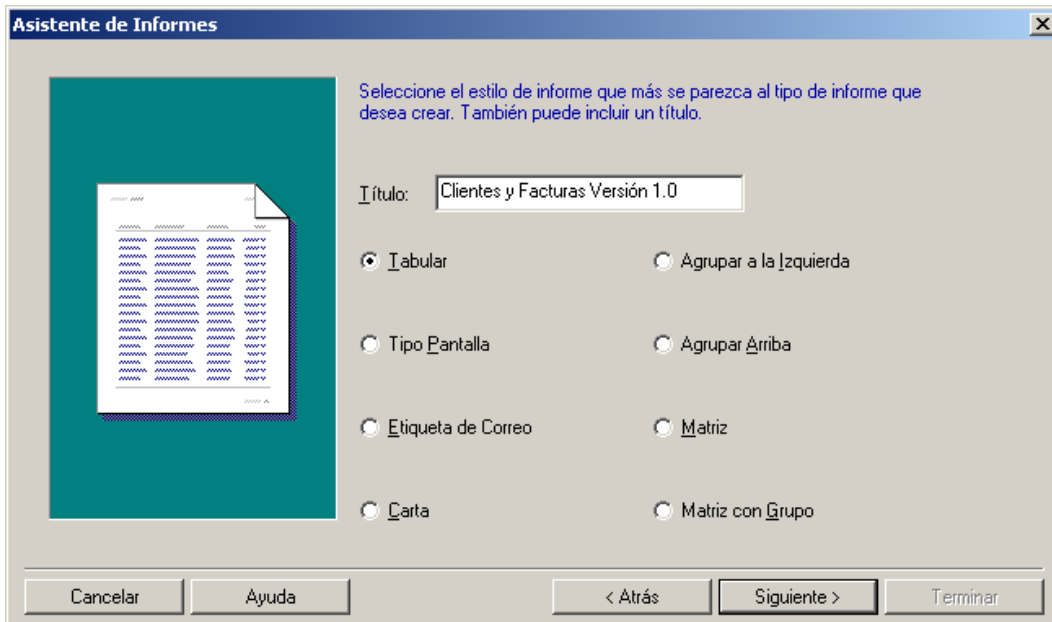 Asistente de Informes
Seleccione el estilo de informe que más se parezca al tipo de informe que
desea crear. También puede incluir un título.
Título: Clientes y Facturas Versión 1.0
Tabular Agrupar a la Izquierda
Tipo Pantalla Agrupar Arriba
Etiqueta de Correo Matriz
Carta Matriz con Grupo
Cancelar Ayuda < Atrás Siguiente > Terminar